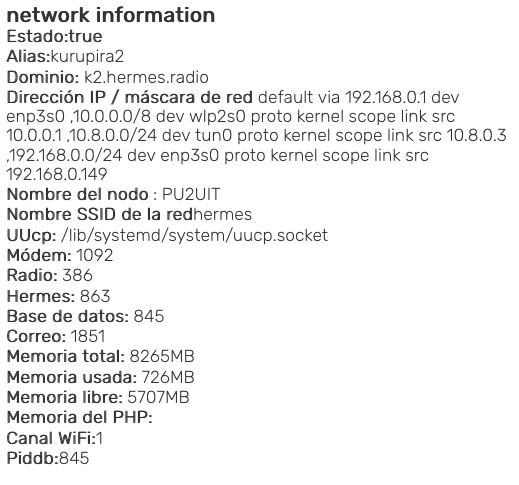 network information
Estado:true
Alias:kurupira2
Dominio: k2.hermes.radio
Dirección IP / máscara de red default via 192.168.0.1 dev
enp3s0 ,10.0.0.0/8 dev wlp2s0 proto kernel scope link src
10.0.0.1 ,10.8.0.0/24 dev tun0 proto kernel scope link src 10.8.0.3
,192.168.0.0/24 dev enp3s0 proto kernel scope link src
192.168.0.149
Nombre del nodo : PU2UIT
Nombre SSID de la redhermes
UUcp: /lib/systemd/system/uucp.socket
Módem: 1092
Radio: 386
Hermes: 863
Base de datos: 845
Correo: 1851
Memoria total: 8265MB
Memoria usada: 726MB
Memoria libre: 5707MB
Memoria del PHP:
Canal WiFi:1
Piddb:845